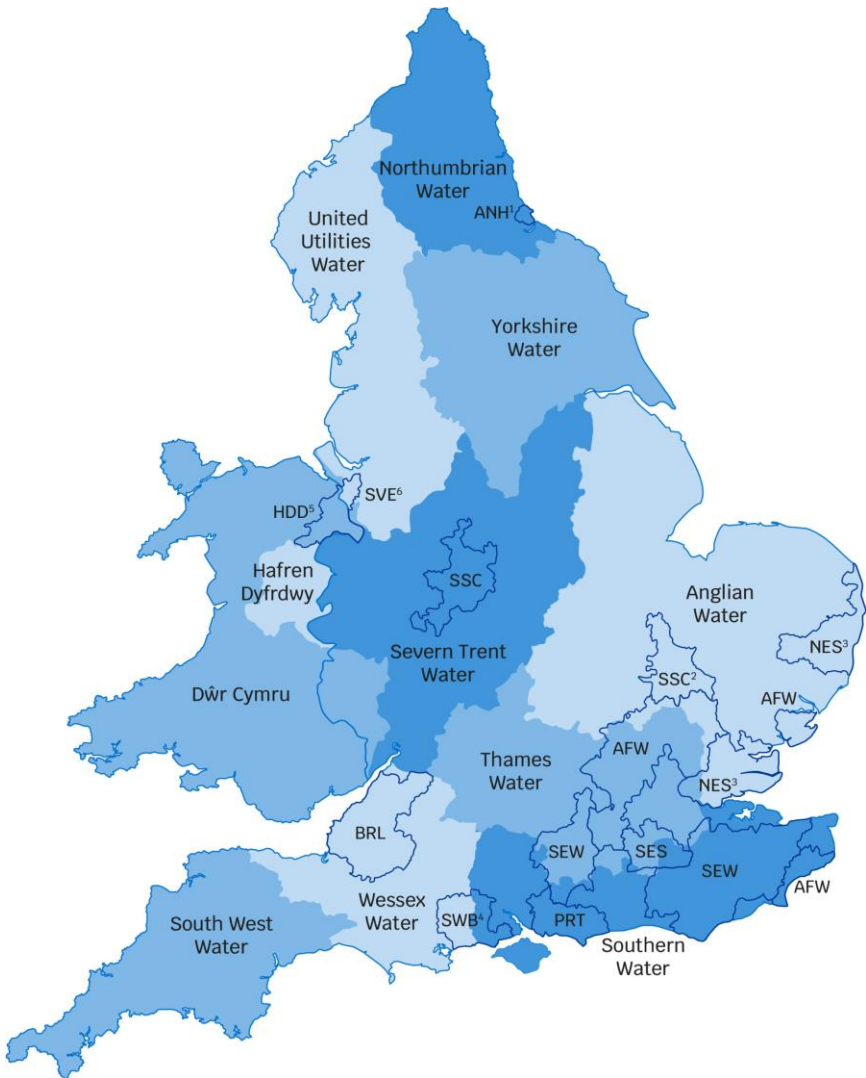 Northumbrian
Water
ANH¹
United
Utilities
Water
Yorkshire
Water
SVE⁶
HDD⁵
Hafren
Dyfrdwy
SSC
Anglian
Water
NES³
Severn Trent
Water
SSC²
Dŵr Cymru
AFW
Thames
Water
AFW
NES³
BRL
SEW
SES
SEW
AFW
Wessex
Water
South West
Water
SWB⁴
PRT
Southern
Water